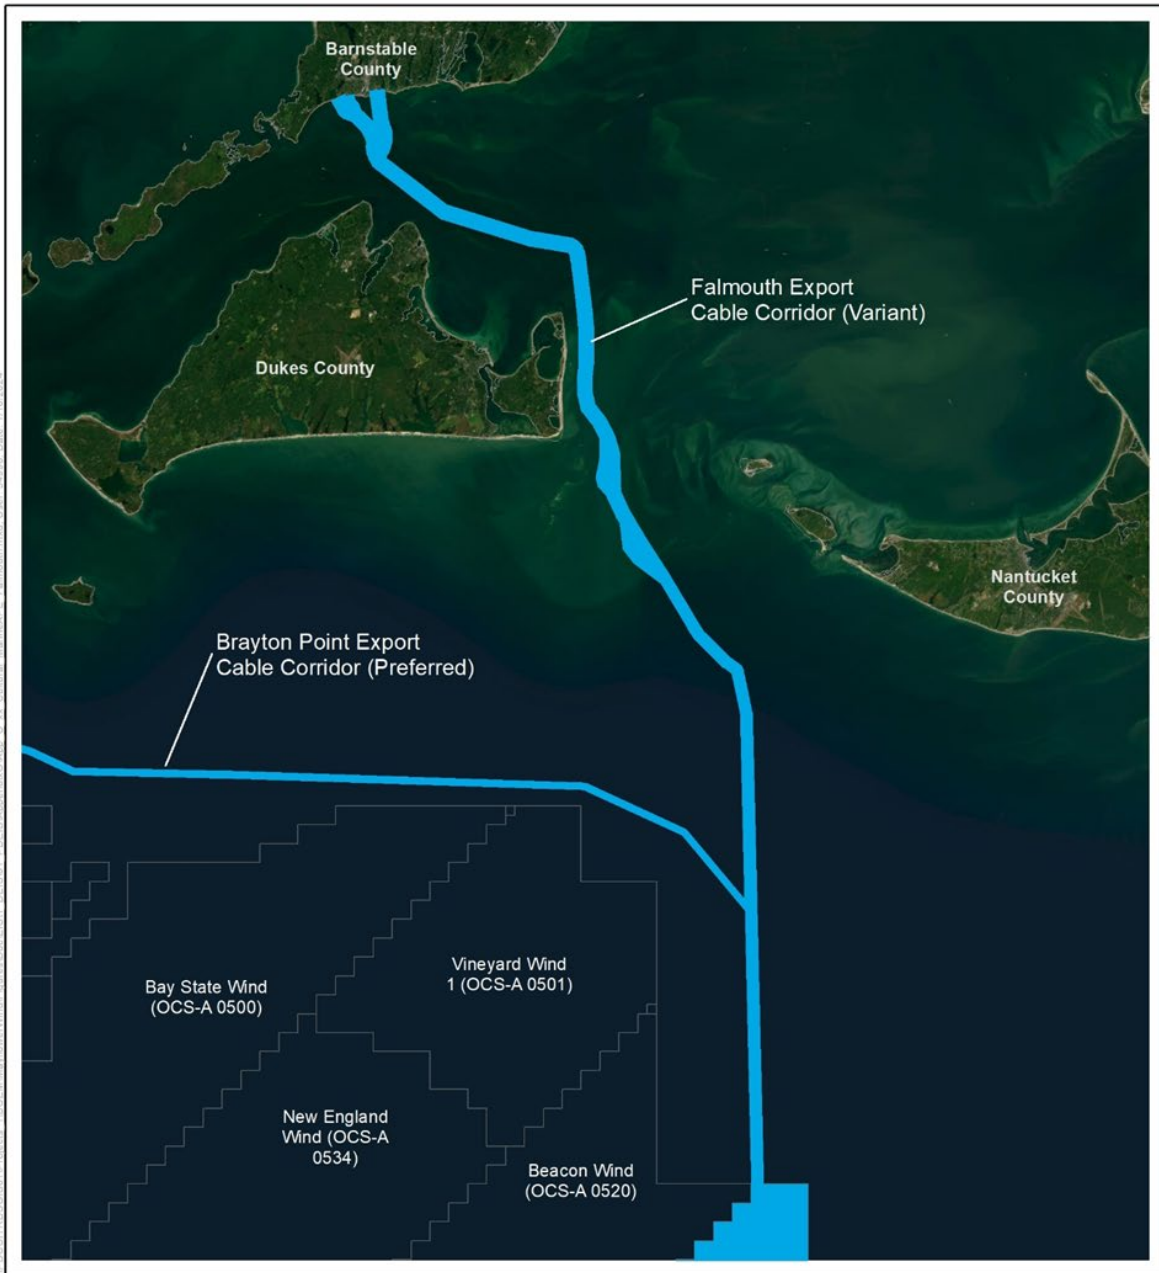 Barnstable
County
Falmouth Export
Cable Corridor (Variant)
Dukes County
Nantucket
County
Brayton Point Export
Cable Corridor (Preferred)
Vineyard Wind
1 (OCS-A 0501)
Bay State Wind
(OCS-A 0500)
New England
Wind (OCS-A
0534)
Beacon Wind
(OCS-A 0520)